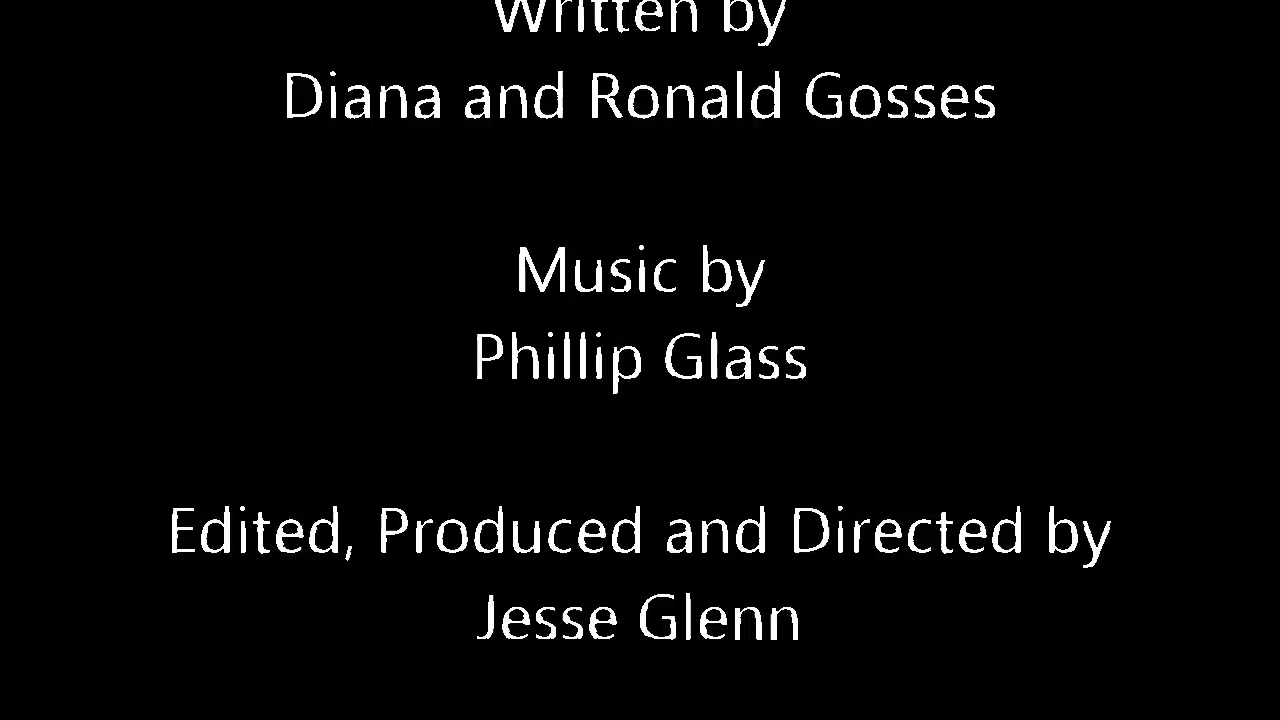 Written by
Diana and Ronald Gosses
Music by
Phillip Glass
Edited, Produced and Directed by
Jesse Glenn